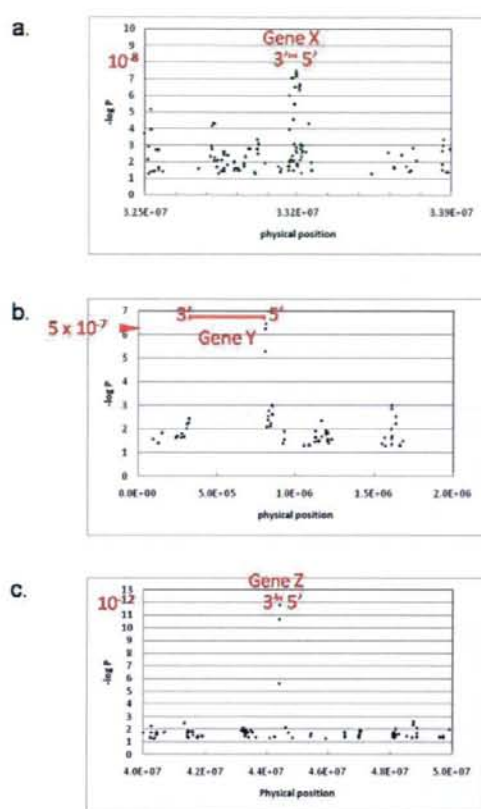 a.
Gene X
10⁻⁸
3' 5'
10
9
8
7
6
5
4
3
2
1
0
-log P
3.25E+07 3.32E+07 3.39E+07
physical position
b.
3' 5'
5 x 10⁻⁷
Gene Y
7
6
5
4
3
2
1
0
-log P
0.0E+00 5.0E+05 1.0E+06 1.5E+06 2.0E+06
physical position
c.
Gene Z
3' 5'
13
12
11
10
9
8
7
6
5
4
3
2
1
0
-log P
4.0E+07 4.2E+07 4.4E+07 4.6E+07 4.8E+07 5.0E+07
Physical position